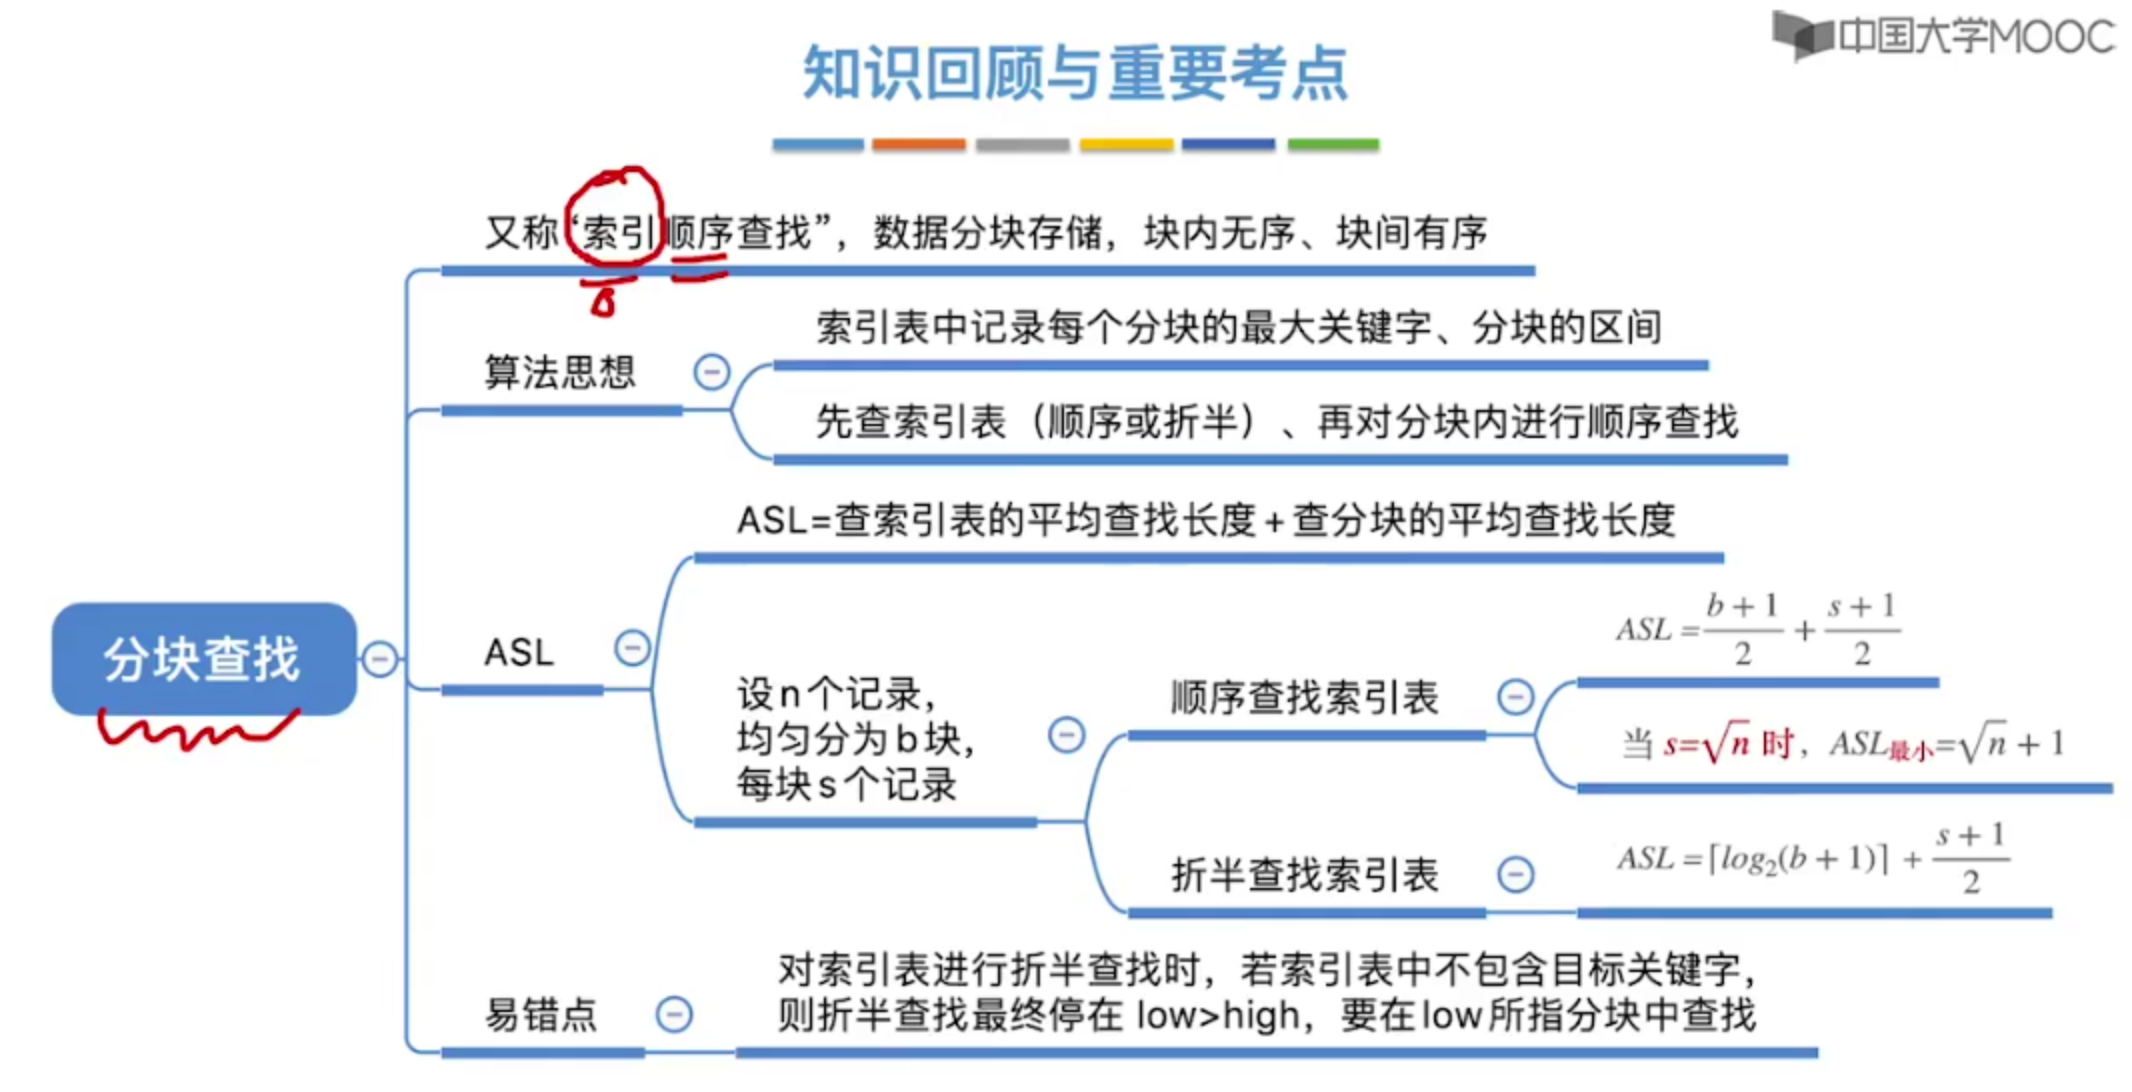 中国大学MOOC
知识回顾与重要考点
又称“索引顺序查找”，数据分块存储，块内无序、块间有序
算法思想
索引表中记录每个分块的最大关键字、分块的区间
先查索引表（顺序或折半）、再对分块内进行顺序查找
分块查找
ASL
ASL=查索引表的平均查找长度+查分块的平均查找长度
设n个记录，
均匀分为b块，
每块s个记录
顺序查找索引表
ASL = \frac{b+1}{2} + \frac{s+1}{2}
当 s=√n 时，ASL最小=√n + 1
折半查找索引表
ASL = ⌈log₂(b + 1)⌉ + \frac{s+1}{2}
易错点
对索引表进行折半查找时，若索引表中不包含目标关键字，
则折半查找最终停在 low>high，要在low所指分块中查找